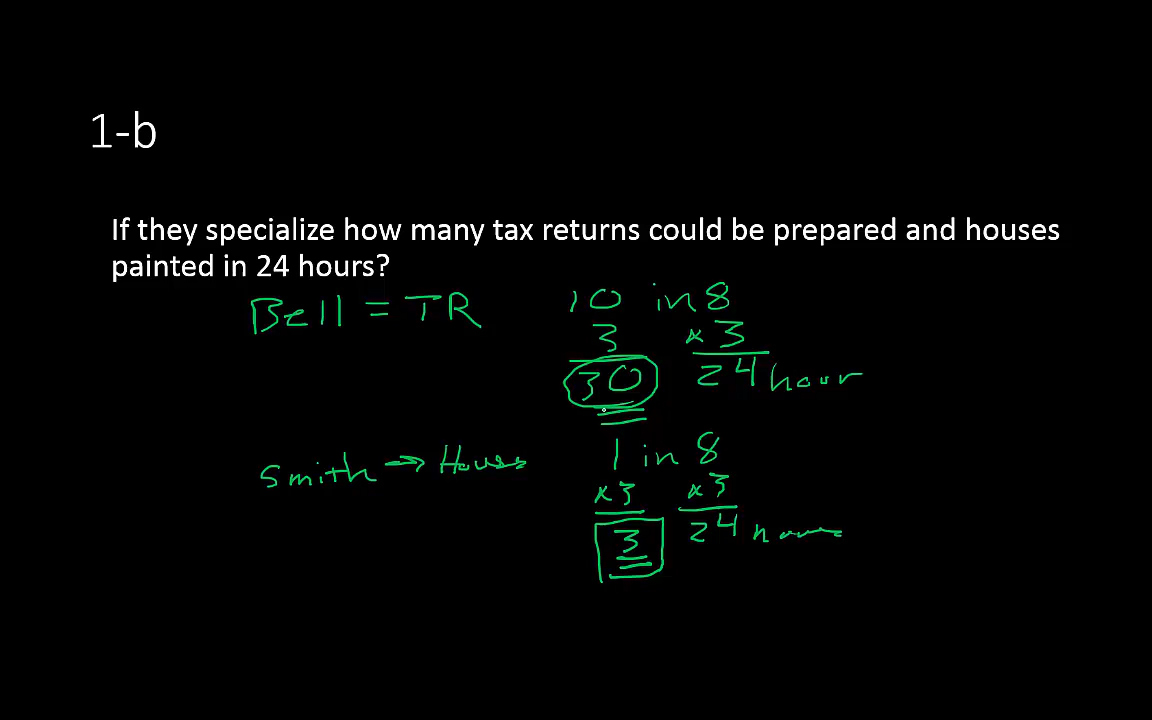 1-b
If they specialize how many tax returns could be prepared and houses
painted in 24 hours?
Bell = TR 10 in 8
3 x3
30 24 hour
Smith → Houses 1 in 8
x3 x3
3 24 hours